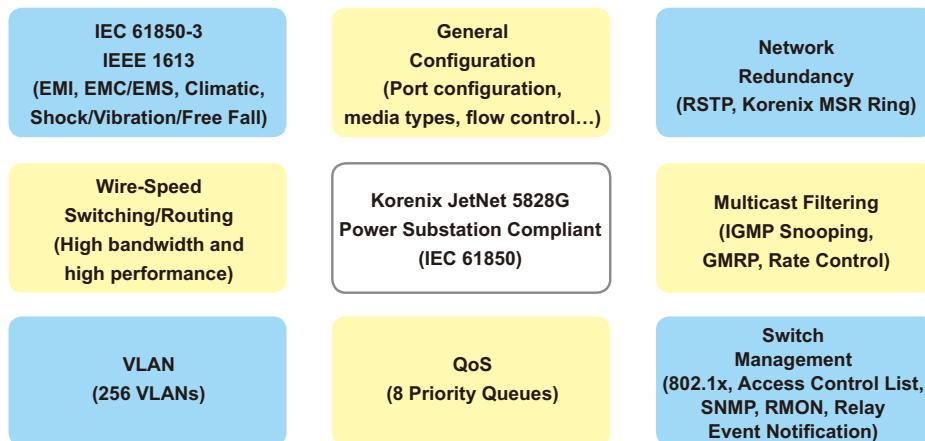 IEC 61850-3
IEEE 1613
(EMI, EMC/EMS, Climatic,
Shock/Vibration/Free Fall)
General
Configuration
(Port configuration,
media types, flow control…)
Network
Redundancy
(RSTP, Korenix MSR Ring)
Wire-Speed
Switching/Routing
(High bandwidth and
high performance)
Korenix JetNet 5828G
Power Substation Compliant
(IEC 61850)
Multicast Filtering
(IGMP Snooping,
GMRP, Rate Control)
VLAN
(256 VLANs)
QoS
(8 Priority Queues)
Switch
Management
(802.1x, Access Control List,
SNMP, RMON, Relay
Event Notification)